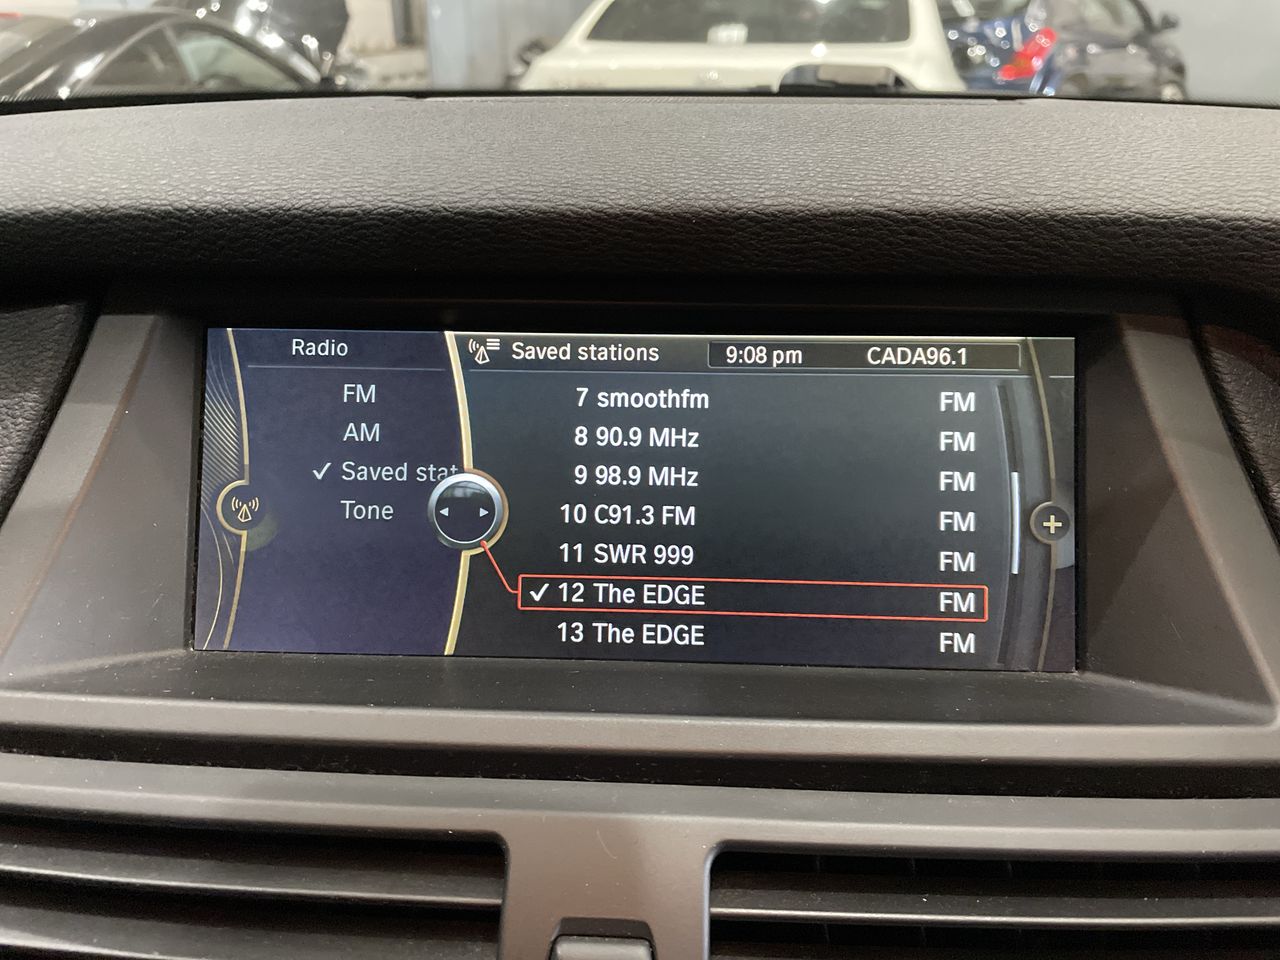 Radio
FM
AM
✓ Saved stat
Tone
Saved stations 9:08 pm CADA96.1
7 smoothfm FM
8 90.9 MHz FM
9 98.9 MHz FM
10 C91.3 FM FM
11 SWR 999 FM
✓ 12 The EDGE FM
13 The EDGE FM